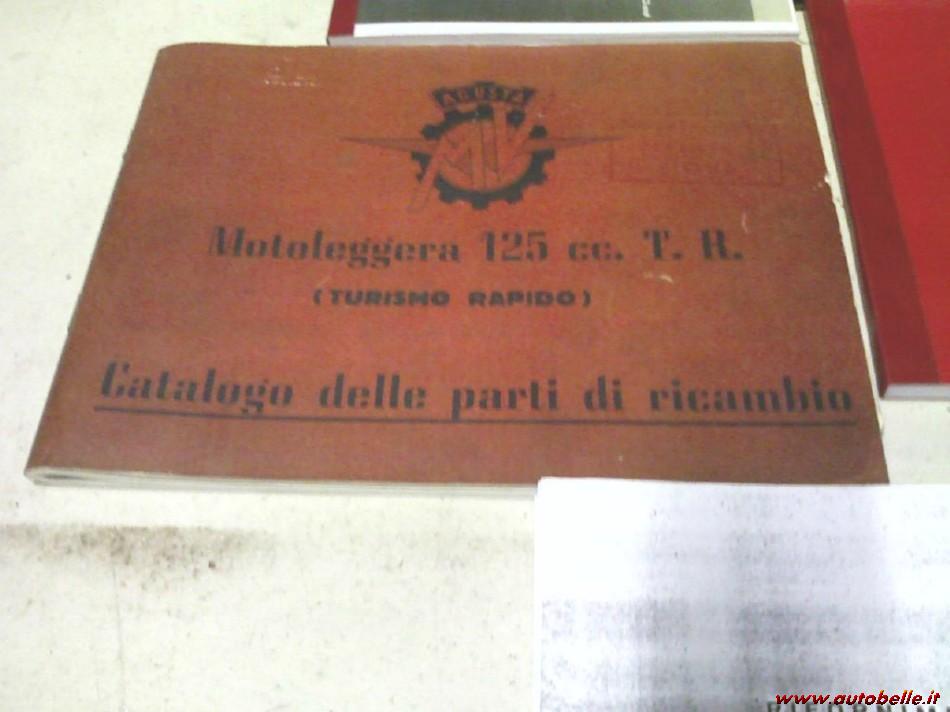 AGUSTA
MV
Motoleggera 125 cc. T. R.
(TURISMO RAPIDO)
Catalogo delle parti di ricambio
www.autobelle.it